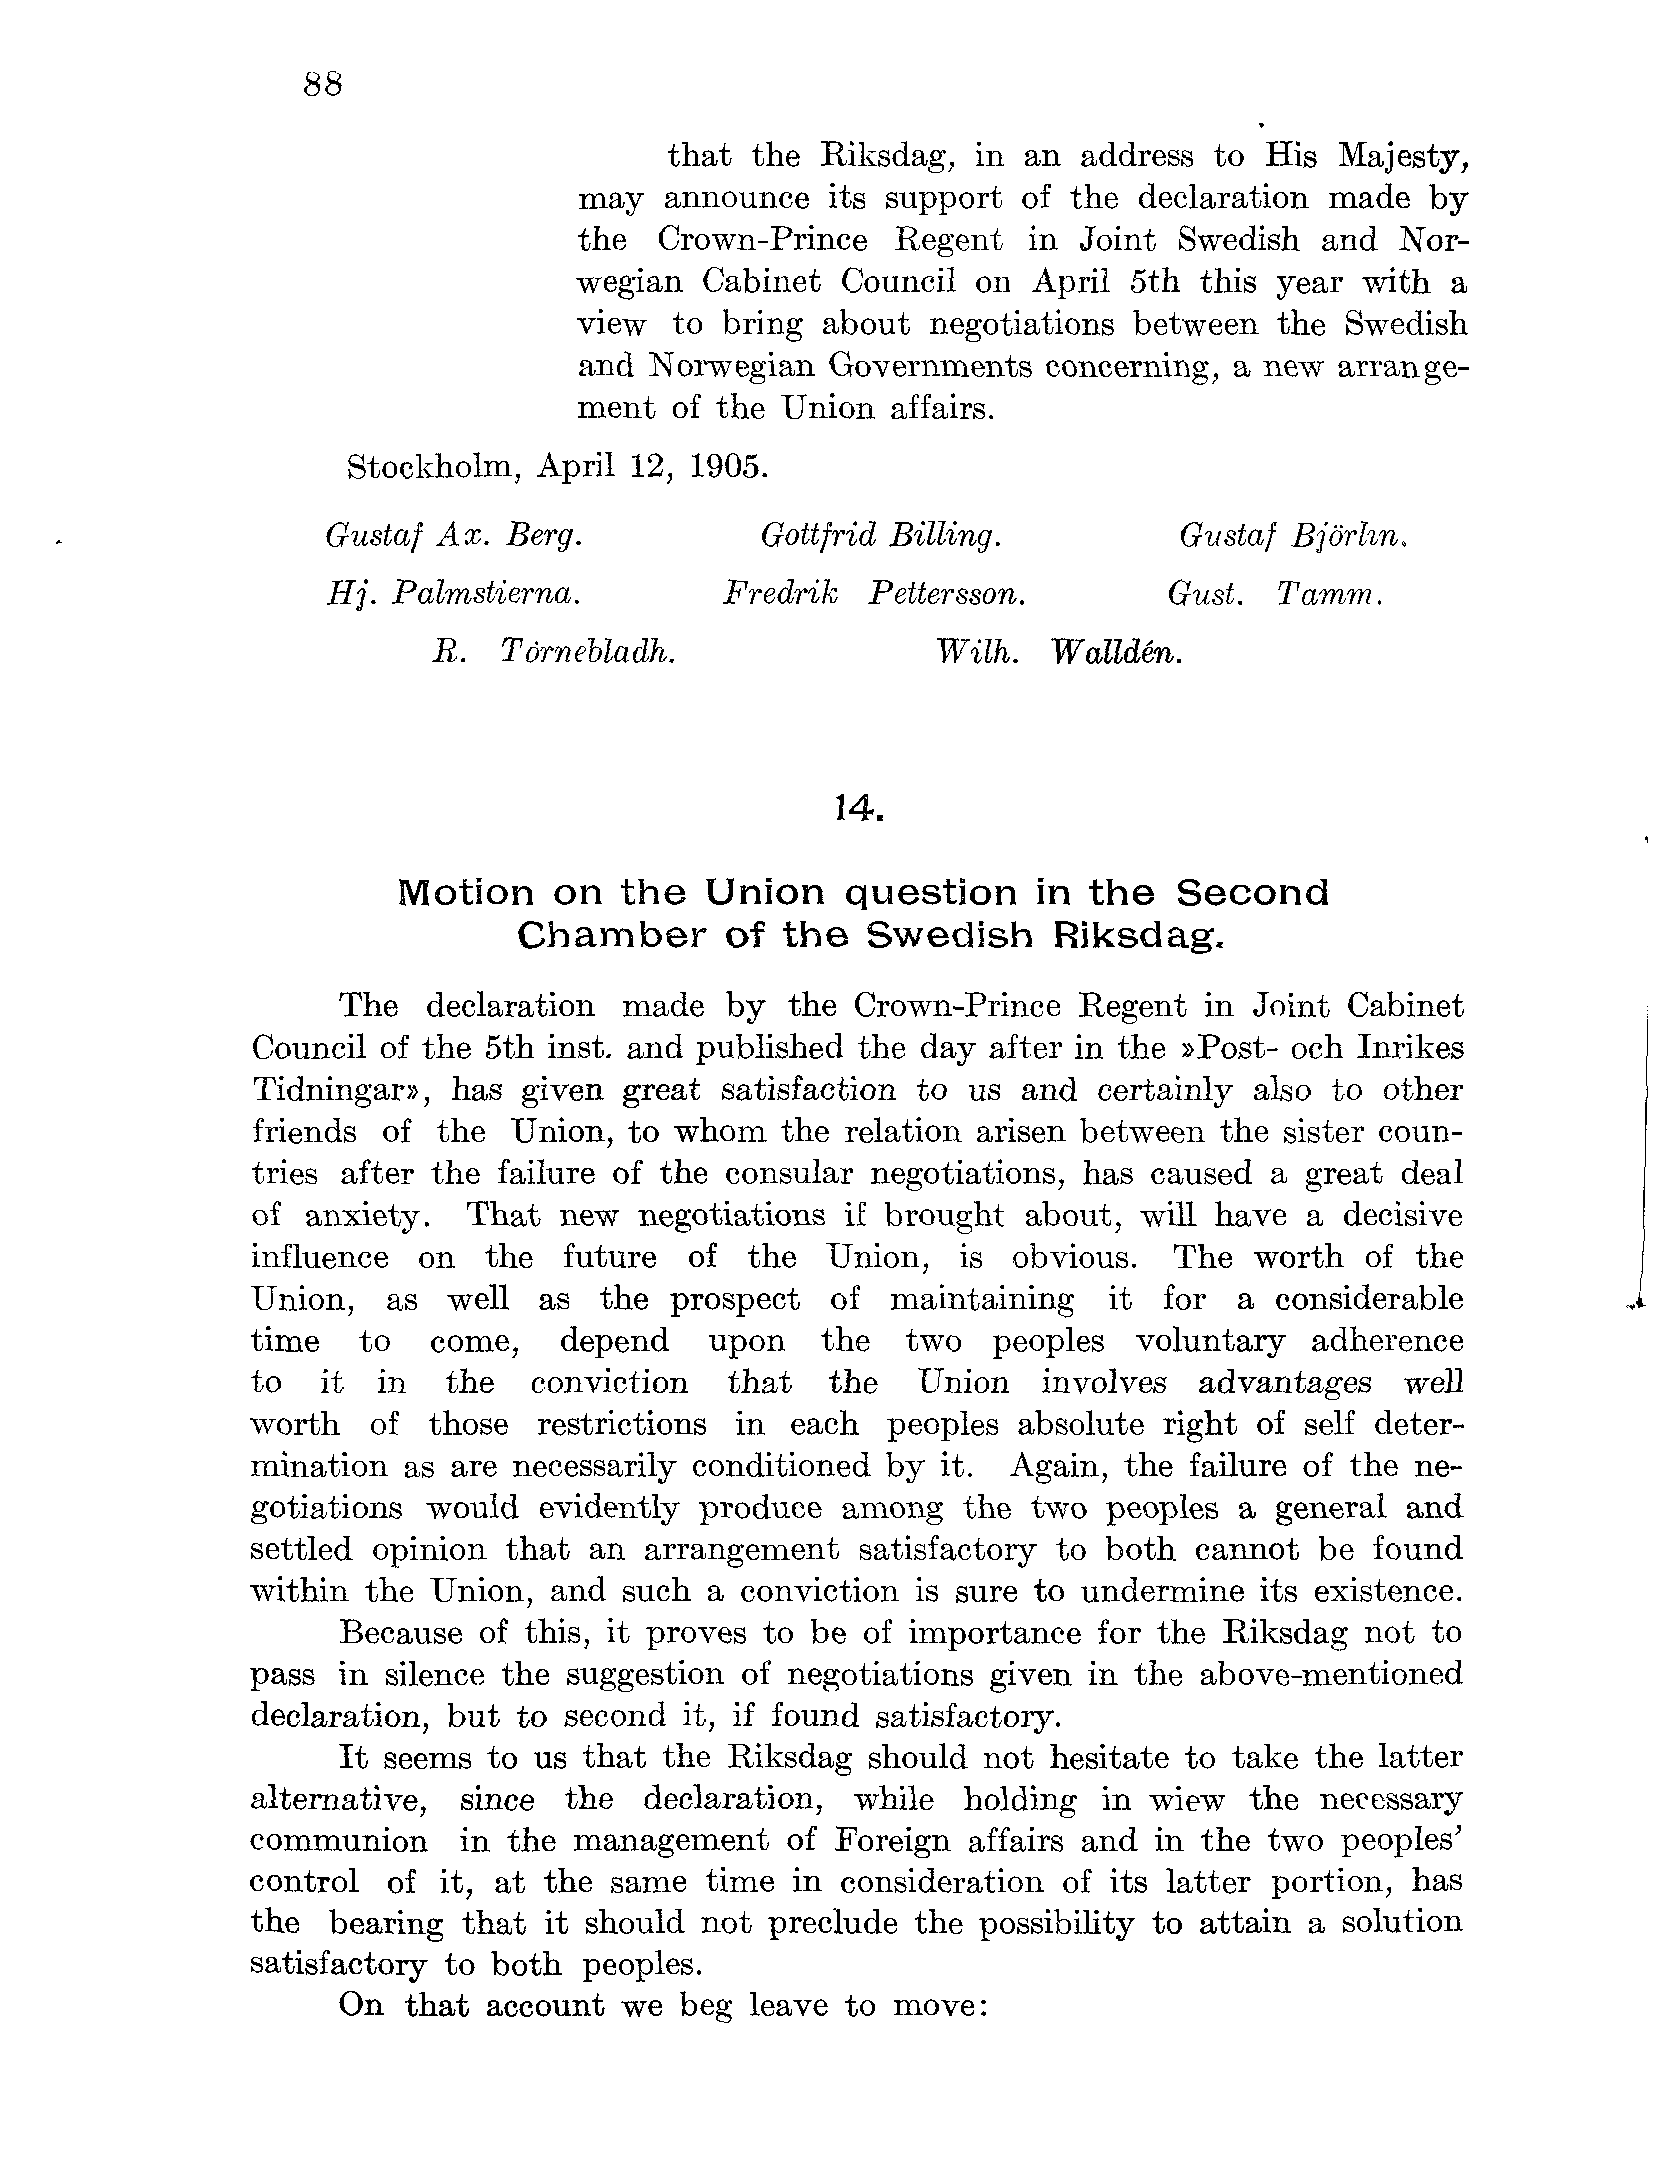 88
that the Riksdag, in an address to His Majesty,
may announce its support of the declaration made by
the Crown-Prince Regent in Joint Swedish and Nor-
wegian Cabinet Council on April 5th this year with a
view to bring about negotiations between the Swedish
and Norwegian Governments concerning, a new arrange-
ment of the Union affairs.
Stockholm, April 12, 1905.
Gustaf Ax. Berg. Gottfrid Billing. Gustaf Björlin.
Hj. Palmstierna. Fredrik Pettersson. Gust. Tamm.
R. Törnebladh. Wilh. Walldén.
14.
Motion on the Union question in the Second
Chamber of the Swedish Riksdag.
The declaration made by the Crown-Prince Regent in Joint Cabinet
Council of the 5th inst. and published the day after in the »Post- och Inrikes
Tidningar», has given great satisfaction to us and certainly also to other
friends of the Union, to whom the relation arisen between the sister coun-
tries after the failure of the consular negotiations, has caused a great deal
of anxiety. That new negotiations if brought about, will have a decisive
influence on the future of the Union, is obvious. The worth of the
Union, as well as the prospect of maintaining it for a considerable
time to come, depend upon the two peoples voluntary adherence
to it in the conviction that the Union involves advantages well
worth of those restrictions in each peoples absolute right of self deter-
mination as are necessarily conditioned by it. Again, the failure of the ne-
gotiations would evidently produce among the two peoples a general and
settled opinion that an arrangement satisfactory to both cannot be found
within the Union, and such a conviction is sure to undermine its existence.
Because of this, it proves to be of importance for the Riksdag not to
pass in silence the suggestion of negotiations given in the above-mentioned
declaration, but to second it, if found satisfactory.
It seems to us that the Riksdag should not hesitate to take the latter
alternative, since the declaration, while holding in wiew the necessary
communion in the management of Foreign affairs and in the two peoples'
control of it, at the same time in consideration of its latter portion, has
the bearing that it should not preclude the possibility to attain a solution
satisfactory to both peoples.
On that account we beg leave to move: